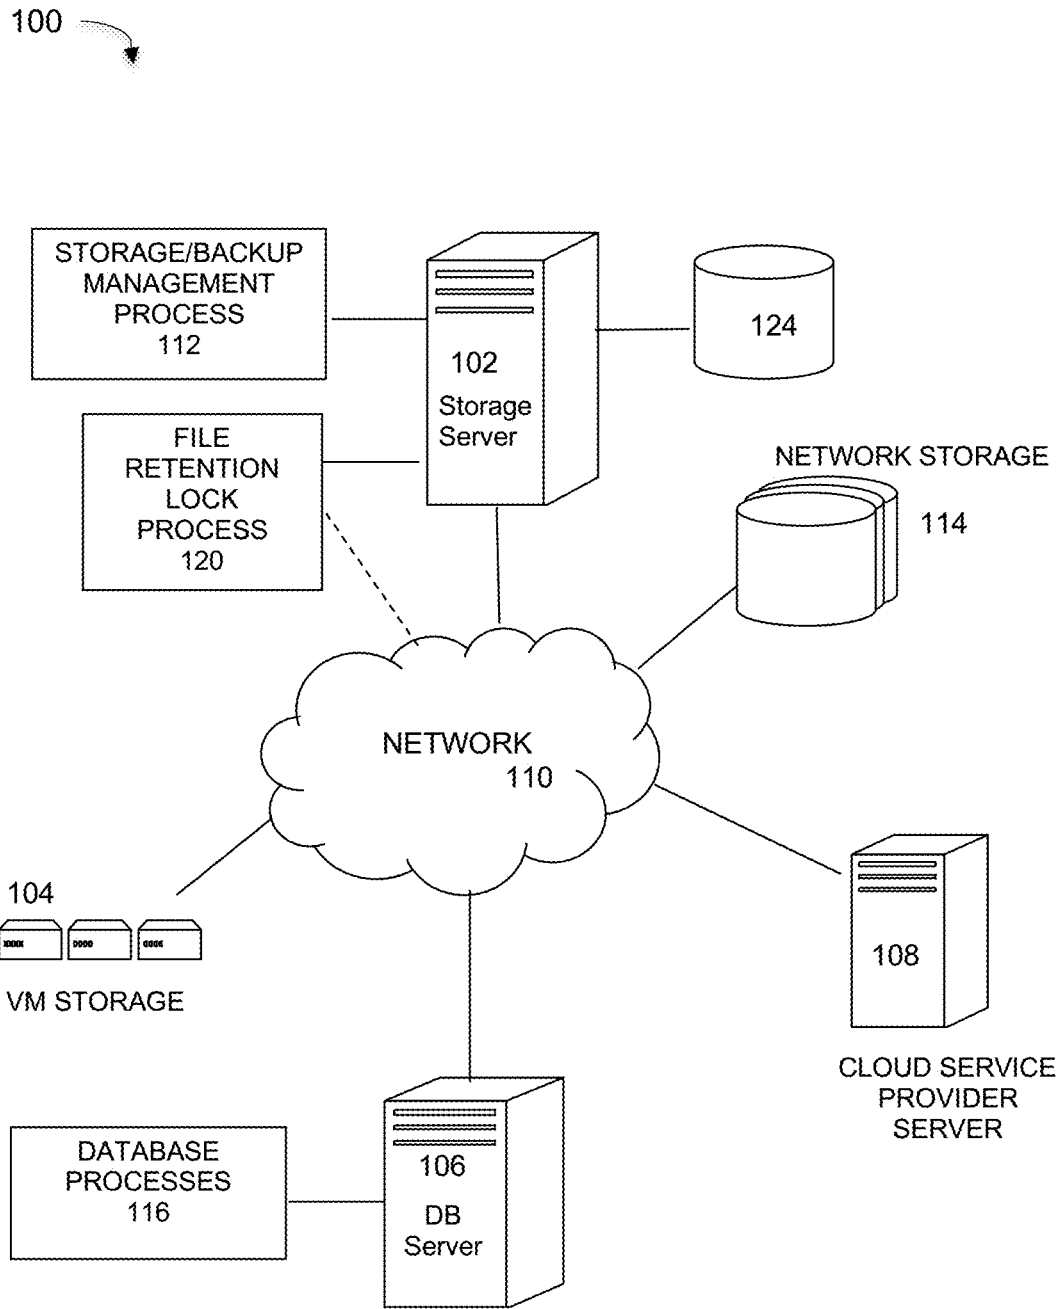 100
STORAGE/BACKUP
MANAGEMENT
PROCESS
112
102
Storage
Server
124
FILE
RETENTION
LOCK
PROCESS
120
NETWORK STORAGE
114
NETWORK
110
104
VM STORAGE
108
CLOUD SERVICE
PROVIDER
SERVER
DATABASE
PROCESSES
116
106
DB
Server